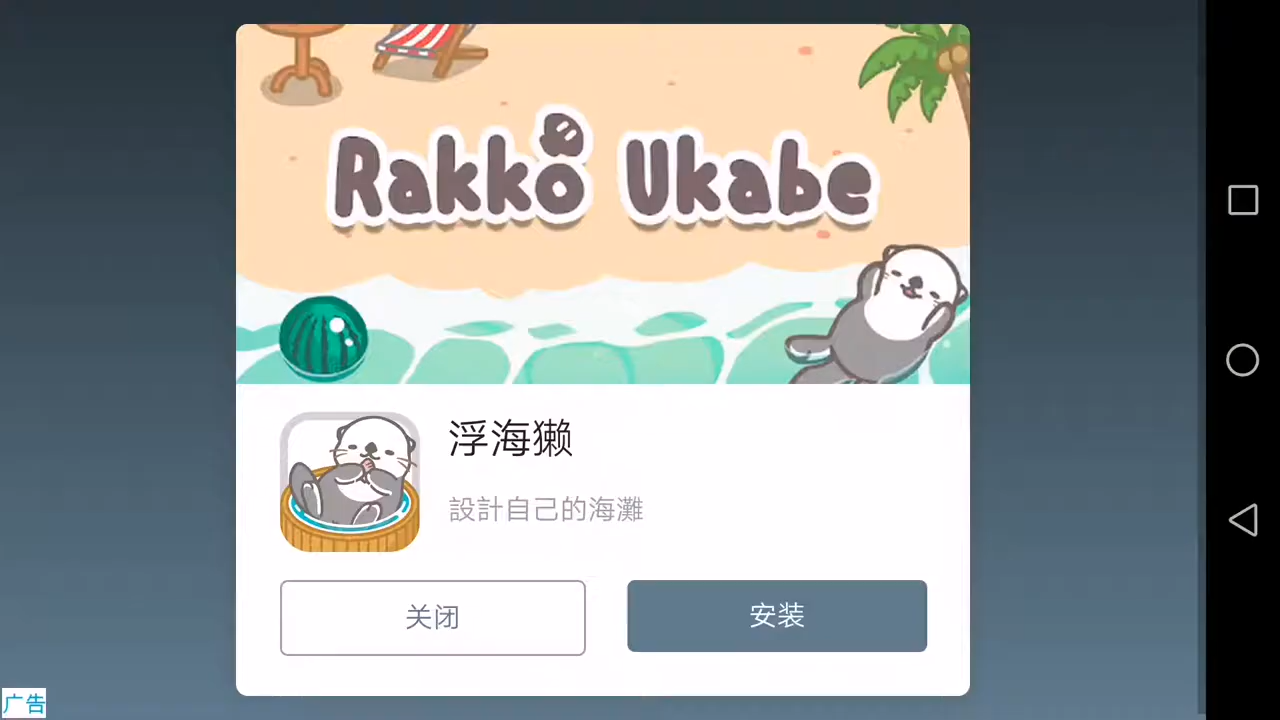 Rakko Ukabe
浮海獭
設計自己的海灘
关闭
安装
广告